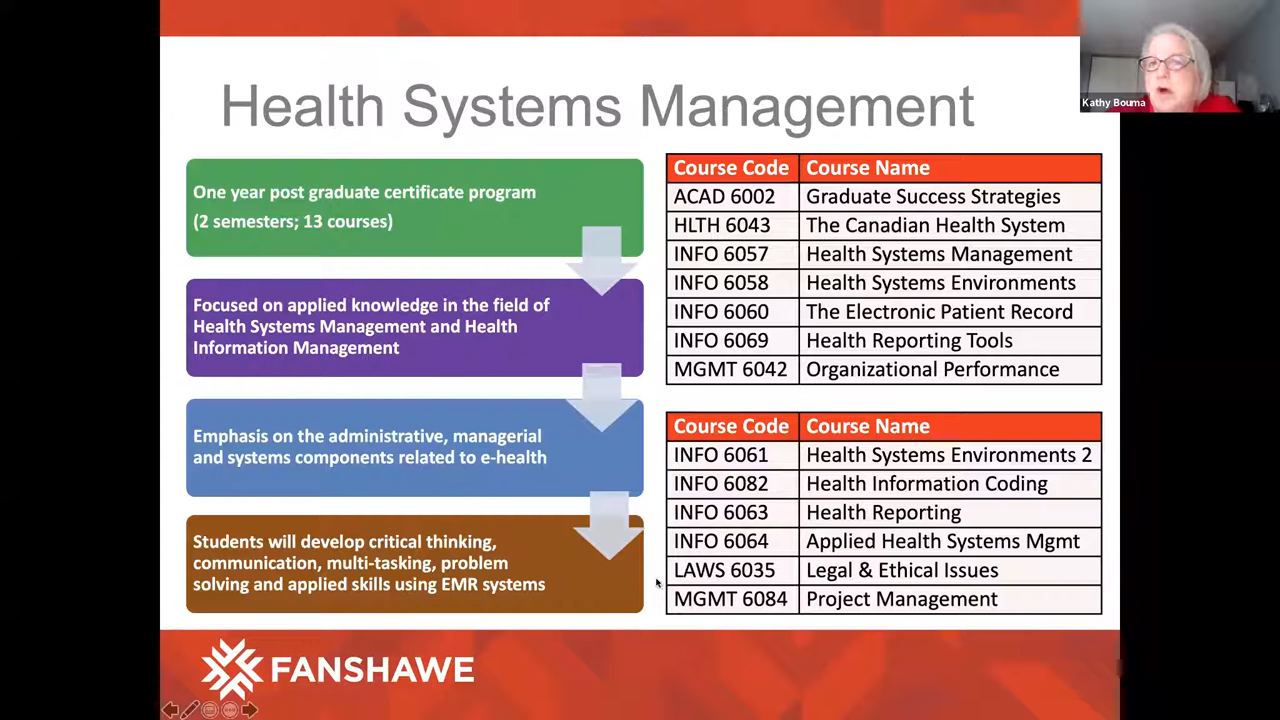 Health Systems Management
Kathy Bouma
One year post graduate certificate program
(2 semesters; 13 courses)
Focused on applied knowledge in the field of
Health Systems Management and Health
Information Management
Emphasis on the administrative, managerial
and systems components related to e-health
Students will develop critical thinking,
communication, multi-tasking, problem
solving and applied skills using EMR systems
Course Code Course Name
ACAD 6002 Graduate Success Strategies
HLTH 6043 The Canadian Health System
INFO 6057 Health Systems Management
INFO 6058 Health Systems Environments
INFO 6060 The Electronic Patient Record
INFO 6069 Health Reporting Tools
MGMT 6042 Organizational Performance
Course Code Course Name
INFO 6061 Health Systems Environments 2
INFO 6082 Health Information Coding
INFO 6063 Health Reporting
INFO 6064 Applied Health Systems Mgmt
LAWS 6035 Legal & Ethical Issues
MGMT 6084 Project Management
FANSHAWE